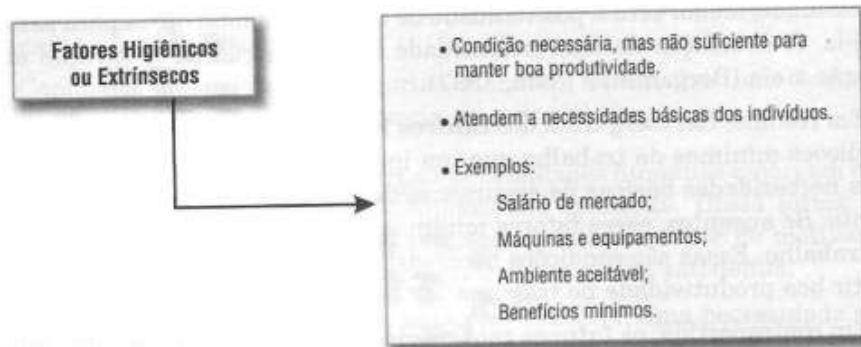 Fatores Higiênicos
ou Extrínsecos
• Condição necessária, mas não suficiente para
manter boa produtividade.
• Atendem a necessidades básicas dos indivíduos.
• Exemplos:
Salário de mercado;
Máquinas e equipamentos;
Ambiente aceitável;
Benefícios mínimos.